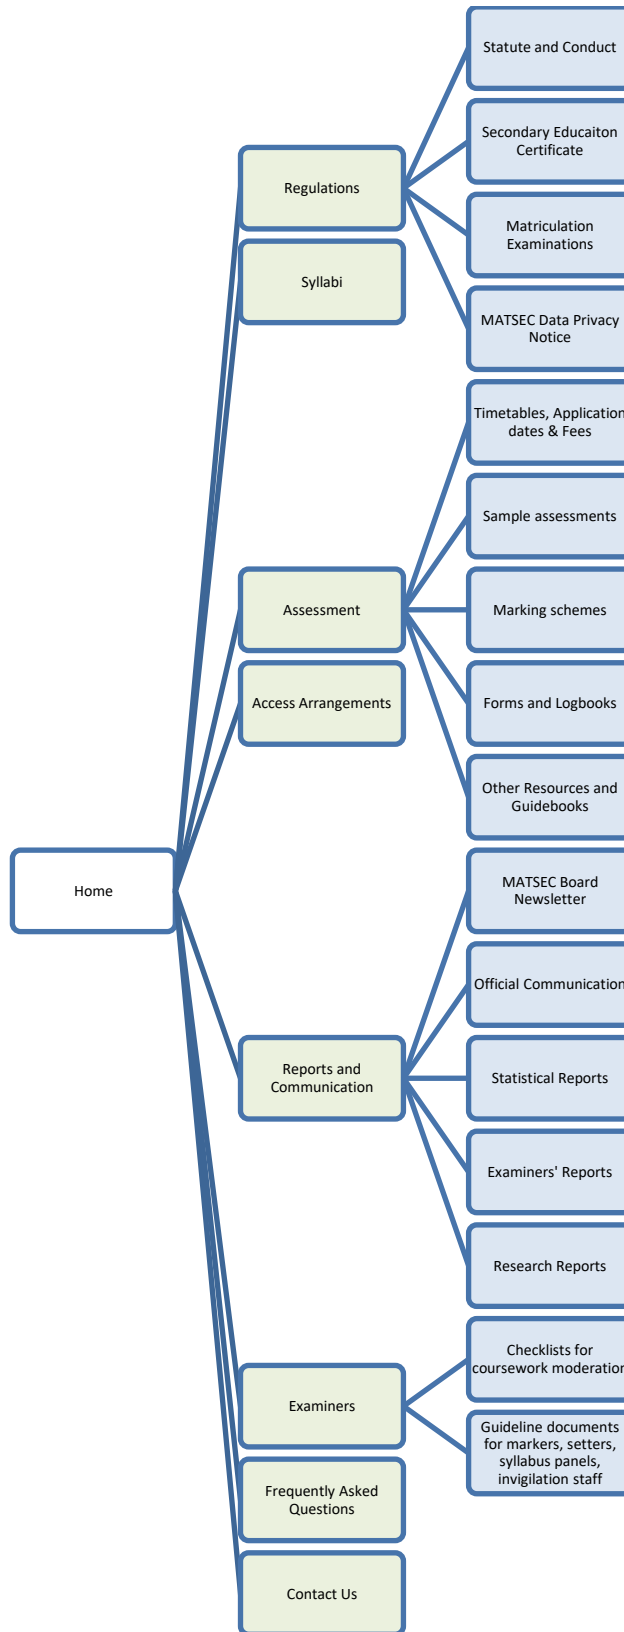 Home
Regulations
Statute and Conduct
Secondary Educaiton
Certificate
Matriculation
Examinations
MATSEC Data Privacy
Notice
Syllabi
Assessment
Timetables, Application
dates & Fees
Sample assessments
Marking schemes
Forms and Logbooks
Other Resources and
Guidebooks
Access Arrangements
Reports and
Communication
MATSEC Board
Newsletter
Official Communication
Statistical Reports
Examiners' Reports
Research Reports
Examiners
Checklists for
coursework moderation
Guideline documents
for markers, setters,
syllabus panels,
invigilation staff
Frequently Asked
Questions
Contact Us